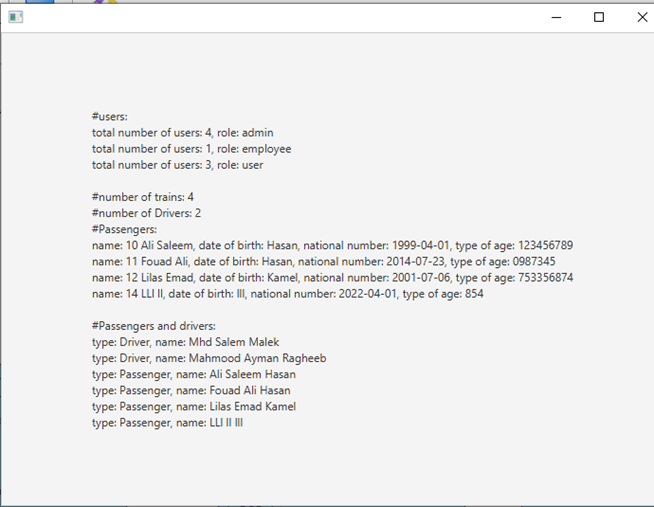 #users:
total number of users: 4, role: admin
total number of users: 1, role: employee
total number of users: 3, role: user
#number of trains: 4
#number of Drivers: 2
#Passengers:
name: 10 Ali Saleem, date of birth: Hasan, national number: 1999-04-01, type of age: 123456789
name: 11 Fouad Ali, date of birth: Hasan, national number: 2014-07-23, type of age: 0987345
name: 12 Lilas Emad, date of birth: Kamel, national number: 2001-07-06, type of age: 753356874
name: 14 LLI II, date of birth: III, national number: 2022-04-01, type of age: 854
#Passengers and drivers:
type: Driver, name: Mhd Salem Malek
type: Driver, name: Mahmood Ayman Ragheeb
type: Passenger, name: Ali Saleem Hasan
type: Passenger, name: Fouad Ali Hasan
type: Passenger, name: Lilas Emad Kamel
type: Passenger, name: LLI II III